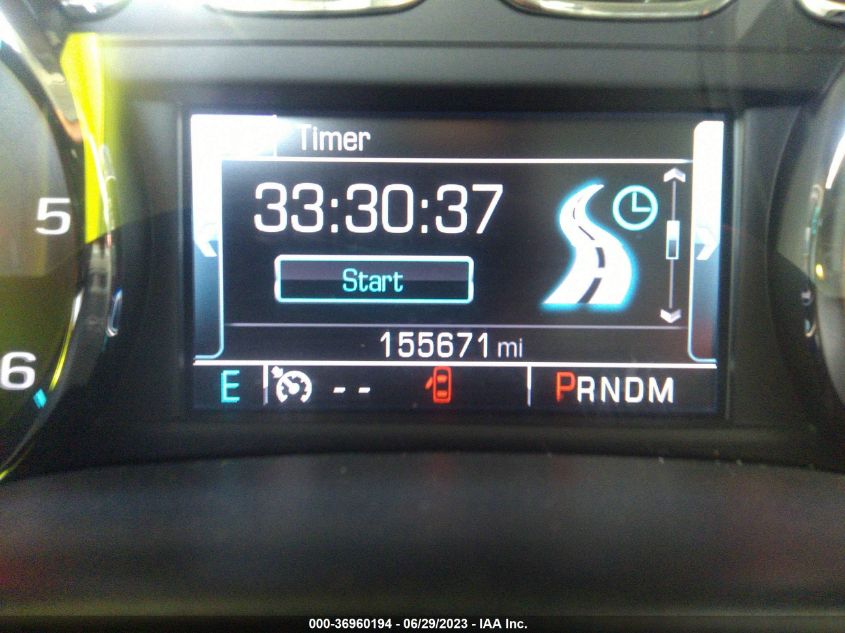 Timer
33:30:37
5
Start
155671 mi
6
E -- PRNDM
000-36960194 - 06/29/2023 - IAA Inc.